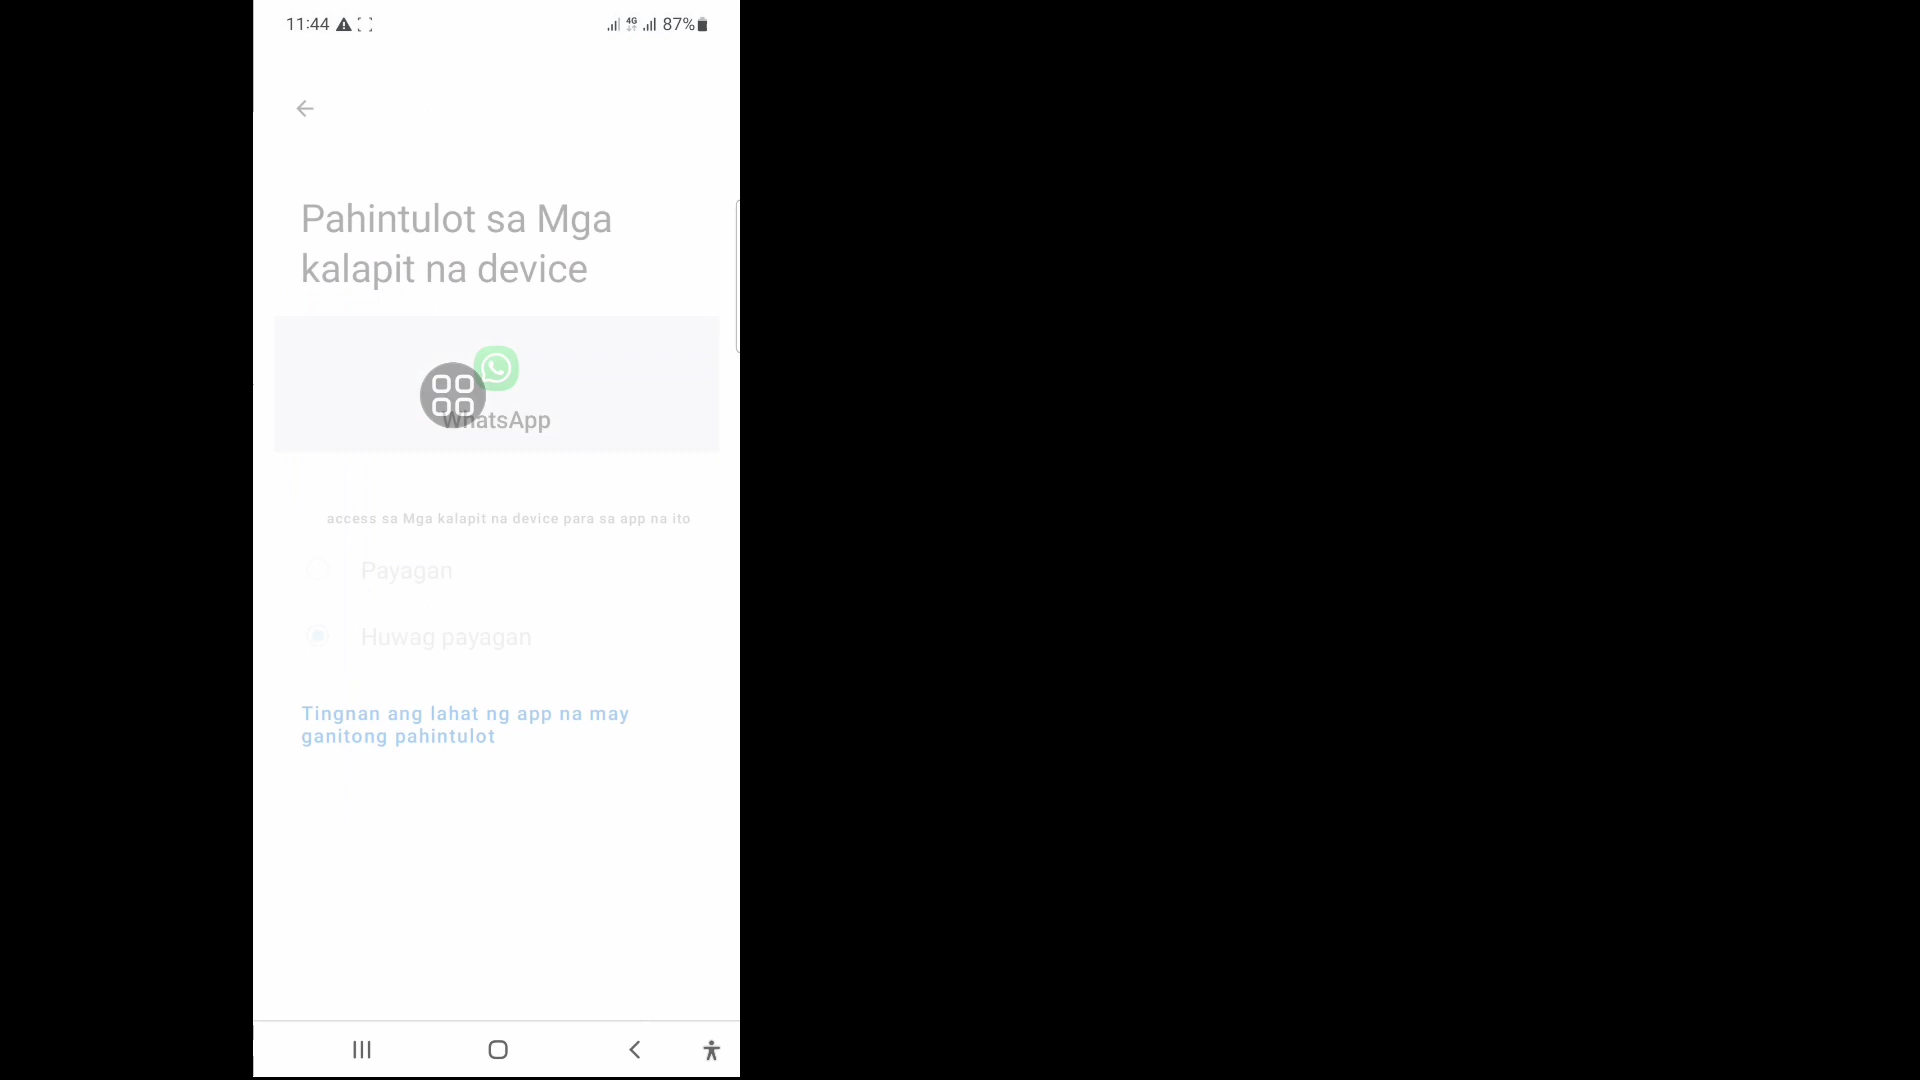 11:44 4G 87%
Pahintulot sa Mga
kalapit na device
WhatsApp
access sa Mga kalapit na device para sa app na ito
Payagan
Huwag payagan
Tingnan ang lahat ng app na may
ganitong pahintulot